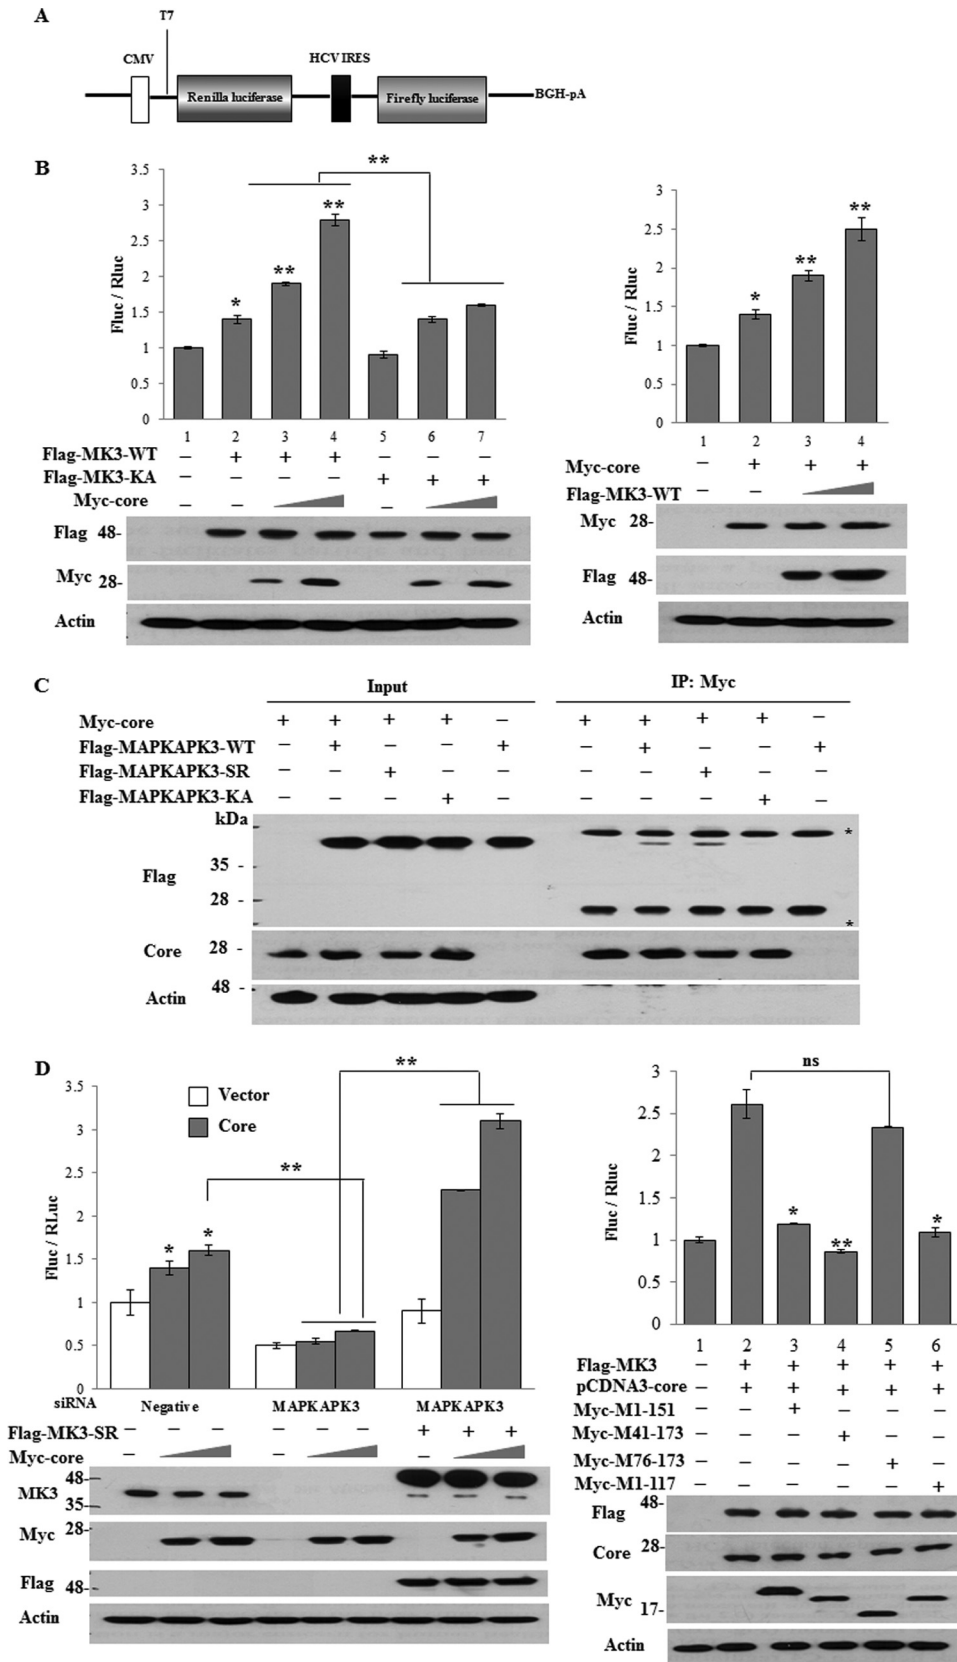 A
T7
CMV
HCV IRES
Renilla luciferase
Firefly luciferase
BGH-pA
B
Fluc / Rluc
3.5
3
2.5
2
1.5
1
0.5
0
* ** ** **
1 2 3 4 5 6 7
Flag-MK3-WT – + + + – – –
Flag-MK3-KA – – – – + + +
Myc-core – – –
Flag 48-
Myc 28-
Actin
Fluc / Rluc
3
2.5
2
1.5
1
0.5
0
* ** **
1 2 3 4
Myc-core – + + +
Flag-MK3-WT – –
Myc 28-
Flag 48-
Actin
C
Input IP: Myc
Myc-core + + + + – + + + + –
Flag-MAPKAPK3-WT – + – – + – + – – +
Flag-MAPKAPK3-SR – – + – – – – + – –
Flag-MAPKAPK3-KA – – – + – – – – + –
kDa
35 -
28 -
Flag
*
*
Core 28 -
48 -
Actin
D
Fluc / RLuc
3.5
3
2.5
2
1.5
1
0.5
0
Vector
Core
* * ** **
siRNA Negative MAPKAPK3 MAPKAPK3
Flag-MK3-SR – – – – – – + + +
Myc-core – – –
MK3 48- 35-
Myc 28-
Flag 48-
Actin
Fluc / Rluc
3
2.5
2
1.5
1
0.5
0
ns
* ** *
1 2 3 4 5 6
Flag-MK3 – + + + + +
pCDNA3-core – + + + + +
Myc-M1-151 – – + – – –
Myc-M41-173 – – – + – –
Myc-M76-173 – – – – + –
Myc-M1-117 – – – – – +
Flag 48-
Core 28-
Myc 17-
Actin